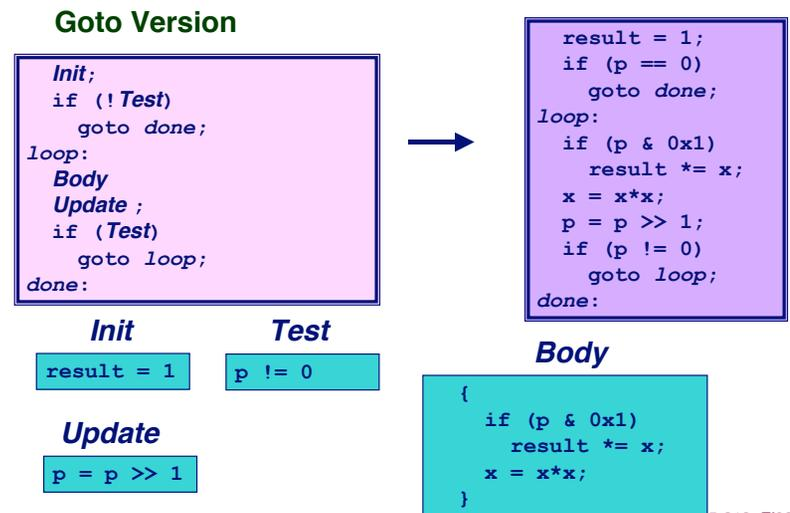 Goto Version
Init;
if (!Test)
goto done;
loop:
Body
Update ;
if (Test)
goto loop;
done:
result = 1;
if (p == 0)
goto done;
loop:
if (p & 0x1)
result *= x;
x = x*x;
p = p >> 1;
if (p != 0)
goto loop;
done:
Init
result = 1
Test
p != 0
Update
p = p >> 1
Body
{
if (p & 0x1)
result *= x;
x = x*x;
}